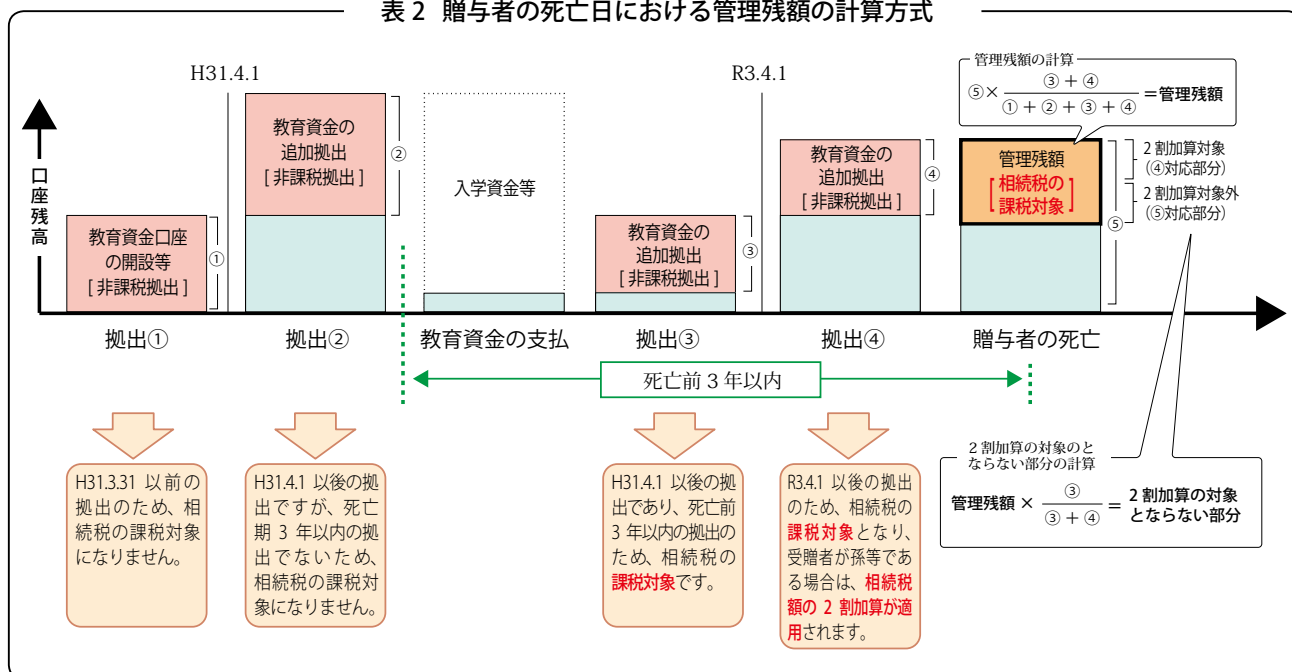 表 2 贈与者の死亡日における管理残額の計算方式
H31.4.1
R3.4.1
口座残高
教育資金口座
の開設等
[ 非課税拠出 ]
①
教育資金の
追加拠出
[ 非課税拠出 ]
②
入学資金等
教育資金の
追加拠出
[ 非課税拠出 ]
③
教育資金の
追加拠出
[ 非課税拠出 ]
④
管理残額の計算
⑤× ③ + ④ =管理残額
① + ② + ③ + ④
管理残額
[ 相続税の
課税対象 ]
⑤
2 割加算対象
(④対応部分)
2 割加算対象外
(⑤対応部分)
拠出①
拠出②
教育資金の支払
拠出③
拠出④
贈与者の死亡
死亡前 3 年以内
H31.3.31 以前の
拠出のため、相
続税の課税対象
になりません。
H31.4.1 以後の拠
出ですが、死亡
期 3 年以内の拠
出でないため、
相続税の課税対
象になりません。
H31.4.1 以後の拠
出であり、死亡前
3 年以内の拠出の
ため、相続税の
課税対象です。
R3.4.1 以後の拠出
のため、相続税の
課税対象となり、
受贈者が孫等であ
る場合は、相続税
額の 2 割加算が適
用されます。
2 割加算の対象のと
ならない部分の計算
管理残額 × ③ = 2 割加算の対象
③ + ④ とならない部分